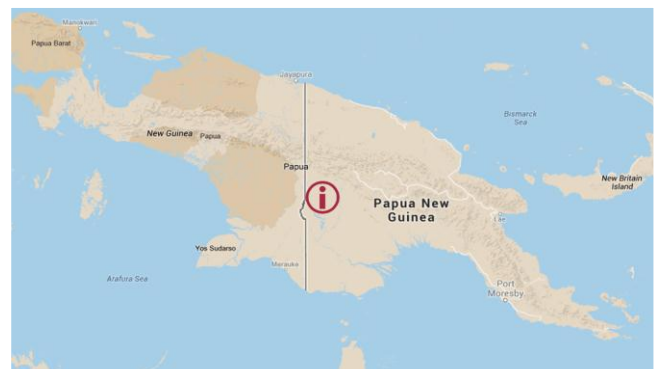 Manokwari
Papua Barat
Jayapura
Bismarck
Sea
New Guinea
Papua
Papua
New Britain
Island
Papua New
Guinea
Lae
Yos Sudarso
Merauke
Arafura Sea
Port
Moresby